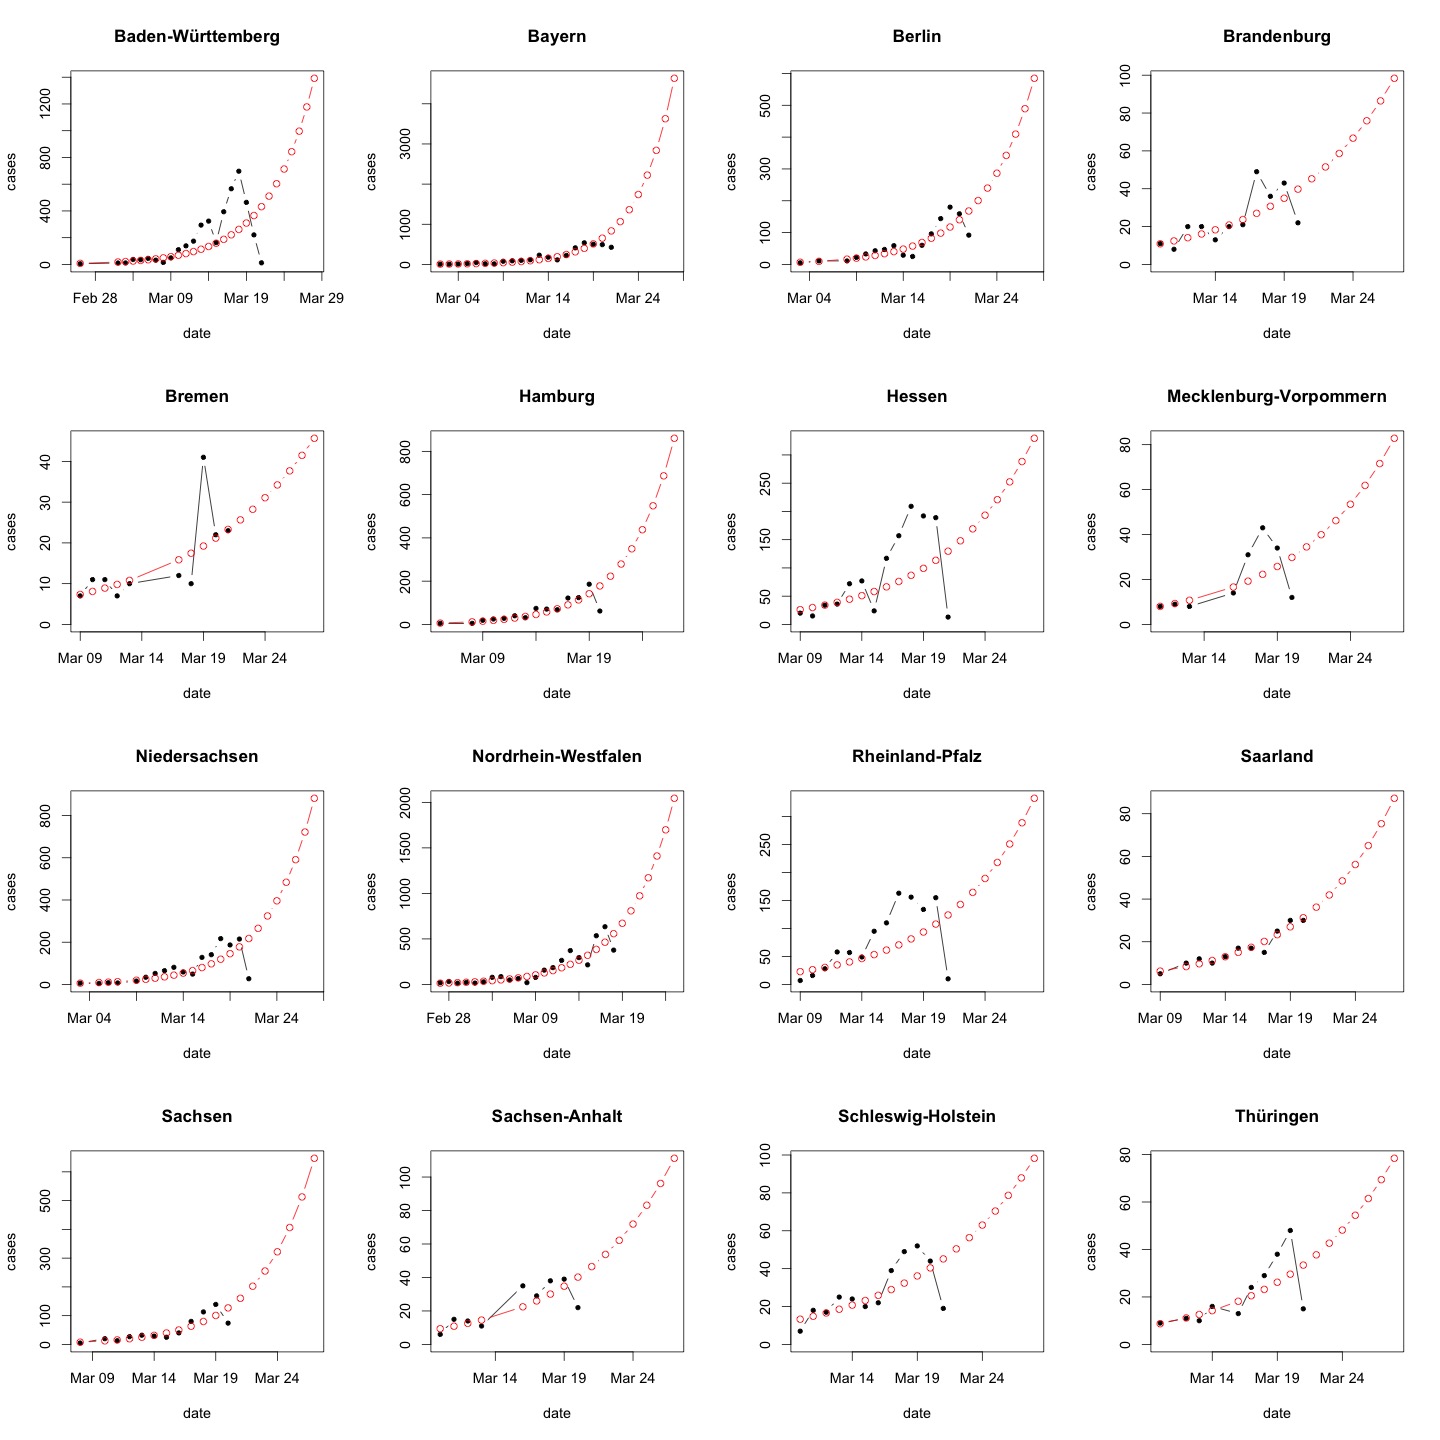 Baden-Württemberg
cases
0 400 800 1200
Feb 28 Mar 09 Mar 19 Mar 29
date
Bayern
cases
0 1000 3000
Mar 04 Mar 14 Mar 24
date
Berlin
cases
0 100 300 500
Mar 04 Mar 14 Mar 24
date
Brandenburg
cases
0 20 40 60 80 100
Mar 14 Mar 19 Mar 24
date
Bremen
cases
0 10 20 30 40
Mar 09 Mar 14 Mar 19 Mar 24
date
Hamburg
cases
0 200 400 600 800
Mar 09 Mar 19
date
Hessen
cases
0 50 150 250
Mar 09 Mar 14 Mar 19 Mar 24
date
Mecklenburg-Vorpommern
cases
0 20 40 60 80
Mar 14 Mar 19 Mar 24
date
Niedersachsen
cases
0 200 400 600 800
Mar 04 Mar 14 Mar 24
date
Nordrhein-Westfalen
cases
0 500 1000 1500 2000
Feb 28 Mar 09 Mar 19
date
Rheinland-Pfalz
cases
0 50 150 250
Mar 09 Mar 14 Mar 19 Mar 24
date
Saarland
cases
0 20 40 60 80
Mar 09 Mar 14 Mar 19 Mar 24
date
Sachsen
cases
0 100 300 500
Mar 09 Mar 14 Mar 19 Mar 24
date
Sachsen-Anhalt
cases
0 20 40 60 80 100
Mar 14 Mar 19 Mar 24
date
Schleswig-Holstein
cases
0 20 40 60 80 100
Mar 14 Mar 19 Mar 24
date
Thüringen
cases
0 20 40 60 80
Mar 14 Mar 19 Mar 24
date